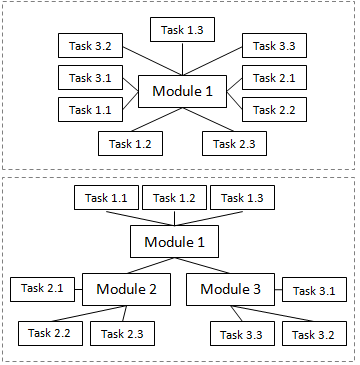 Task 1.3
Task 3.2
Task 3.3
Task 3.1
Task 2.1
Module 1
Task 1.1
Task 2.2
Task 1.2
Task 2.3
Task 1.1
Task 1.2
Task 1.3
Module 1
Task 2.1
Module 2
Module 3
Task 3.1
Task 2.2
Task 2.3
Task 3.3
Task 3.2